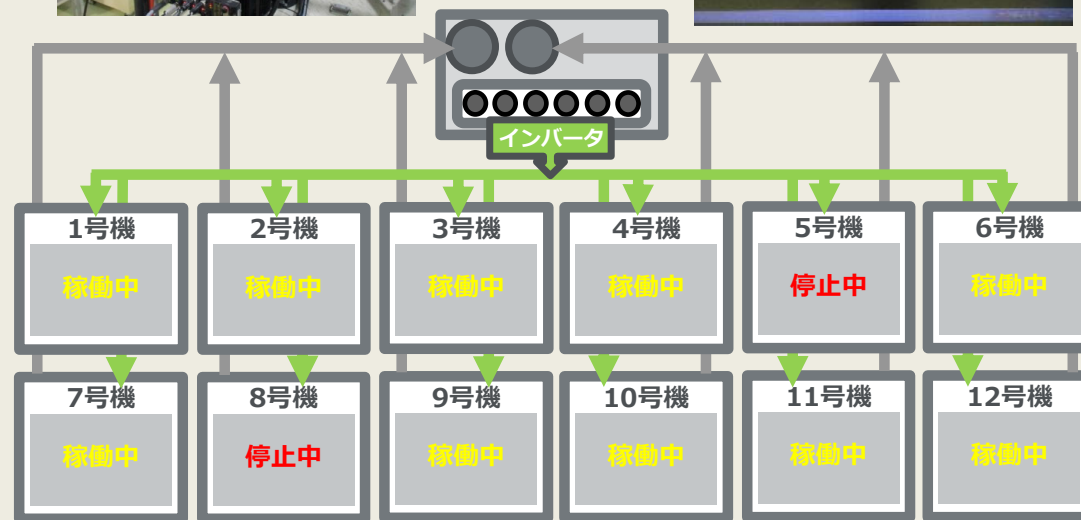 インバータ
1号機
2号機
3号機
4号機
5号機
6号機
稼働中
稼働中
稼働中
稼働中
停止中
稼働中
7号機
8号機
9号機
10号機
11号機
12号機
稼働中
停止中
稼働中
稼働中
稼働中
稼働中